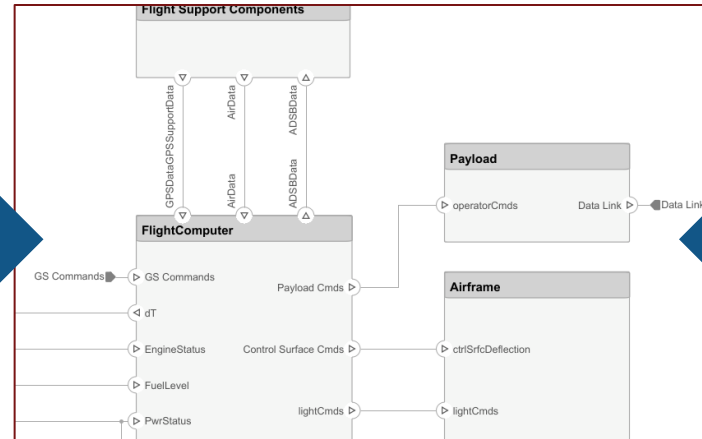 Flight Support Components
GPSDataGPSSupportData
AirData
AirData
ADSBData
ADSBData
FlightComputer
GS Commands
GS Commands
dT
EngineStatus
FuelLevel
PwrStatus
Payload Cmds
Control Surface Cmds
lightCmds
Payload
operatorCmds
Data Link
Data Link
Airframe
ctrlSrfcDeflection
lightCmds